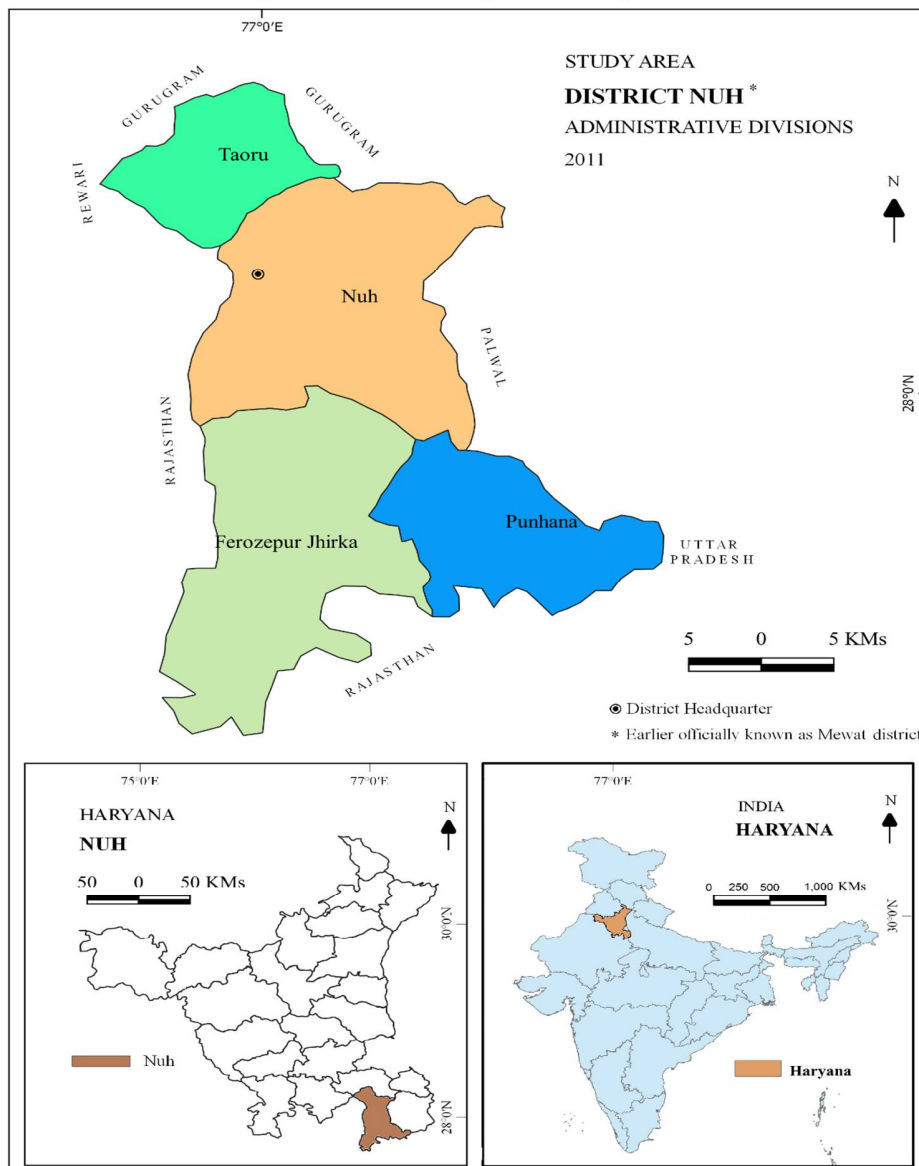 77°0'E
STUDY AREA
DISTRICT NUH *
ADMINISTRATIVE DIVISIONS
2011
GURUGRAM
GURUGRAM
REWARI
Taoru
N
Nuh
PALWAL
28°0'N
RAJASTHAN
Punhana
Ferozepur Jhirka
UTTAR
PRADESH
RAJASTHAN
5 0 5 KMs
District Headquarter
* Earlier officially known as Mewat district
75°0'E 77°0'E
HARYANA
NUH
N
50 0 50 KMs
30°0'N
Nuh
28°0'N
77°0'E
INDIA
HARYANA
N
0 250 500 1,000 KMs
30°0'N
Haryana